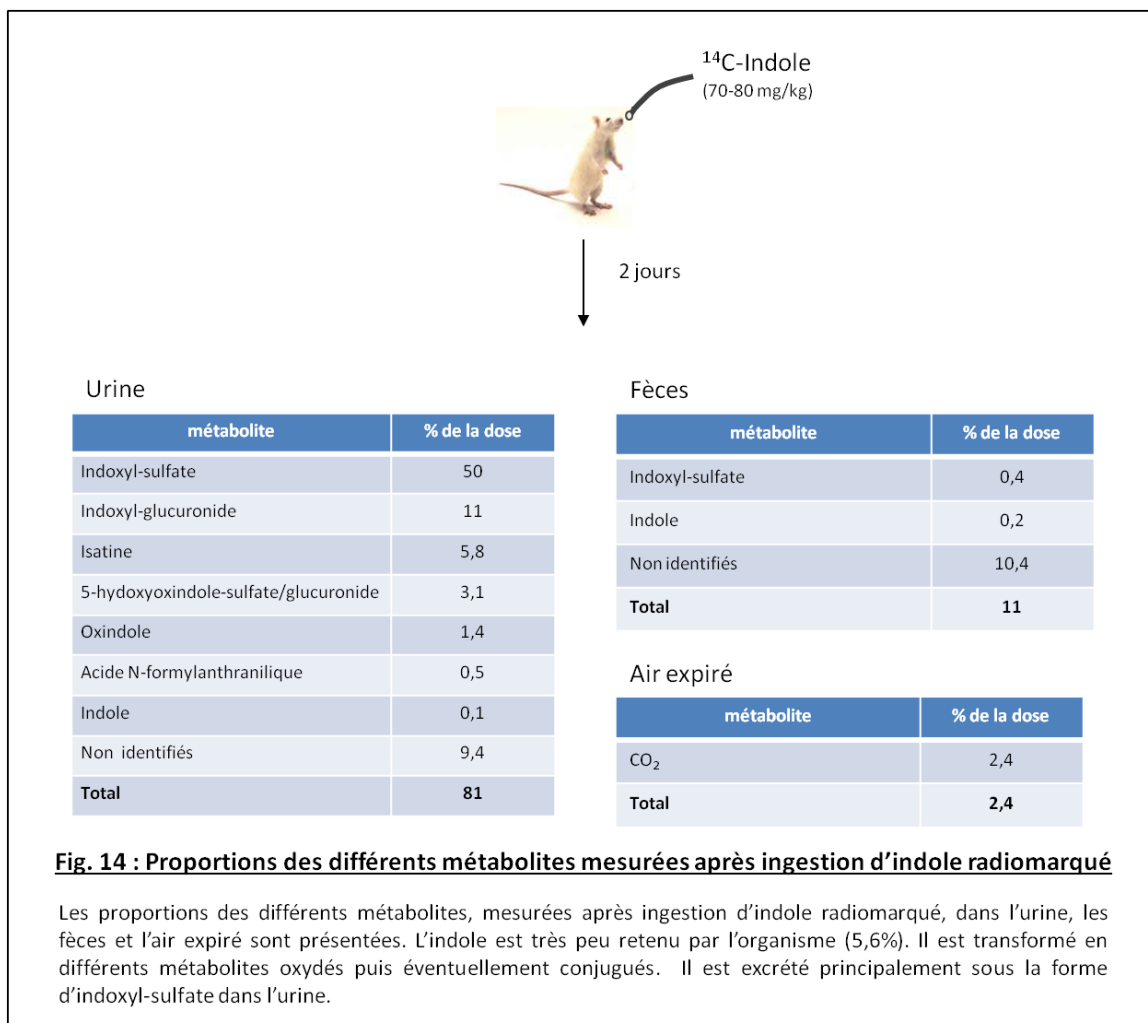 ¹⁴C-Indole
(70-80 mg/kg)
2 jours
Urine
métabolite % de la dose
Indoxyl-sulfate 50
Indoxyl-glucuronide 11
Isatine 5,8
5-hydoxyoxindole-sulfate/glucuronide 3,1
Oxindole 1,4
Acide N-formylanthranilique 0,5
Indole 0,1
Non identifiés 9,4
Total 81
Fèces
métabolite % de la dose
Indoxyl-sulfate 0,4
Indole 0,2
Non identifiés 10,4
Total 11
Air expiré
métabolite % de la dose
CO₂ 2,4
Total 2,4
Fig. 14 : Proportions des différents métabolites mesurées après ingestion d’indole radiomarqué
Les proportions des différents métabolites, mesurées après ingestion d’indole radiomarqué, dans l’urine, les
fèces et l’air expiré sont présentées. L’indole est très peu retenu par l’organisme (5,6%). Il est transformé en
différents métabolites oxydés puis éventuellement conjugués. Il est excrété principalement sous la forme
d’indoxyl-sulfate dans l’urine.